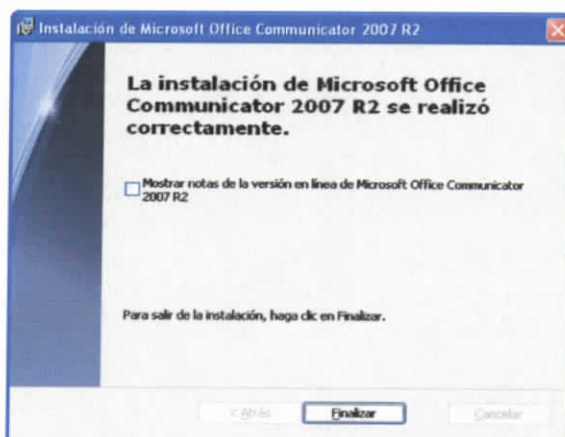 Instalación de Microsoft Office Communicator 2007 R2
La instalación de Microsoft Office
Communicator 2007 R2 se realizó
correctamente.
Mostrar notas de la versión en línea de Microsoft Office Communicator
2007 R2
Para salir de la instalación, haga clic en Finalizar.
< Atrás Finalizar Cancelar